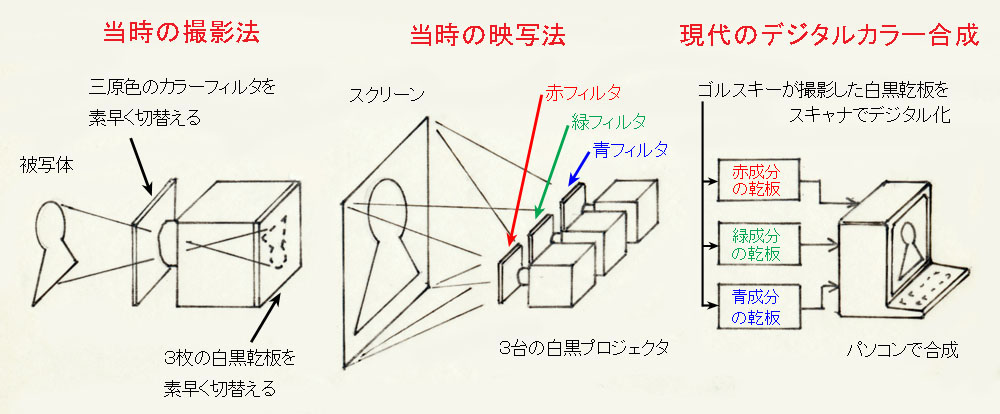 当時の撮影法
三原色のカラーフィルタを
素早く切替える
被写体
3枚の白黒乾板を
素早く切替える
当時の映写法
スクリーン
赤フィルタ
緑フィルタ
青フィルタ
3台の白黒プロジェクタ
現代のデジタルカラー合成
ゴルスキーが撮影した白黒乾板を
スキャナでデジタル化
赤成分
の乾板
緑成分
の乾板
青成分
の乾板
パソコンで合成